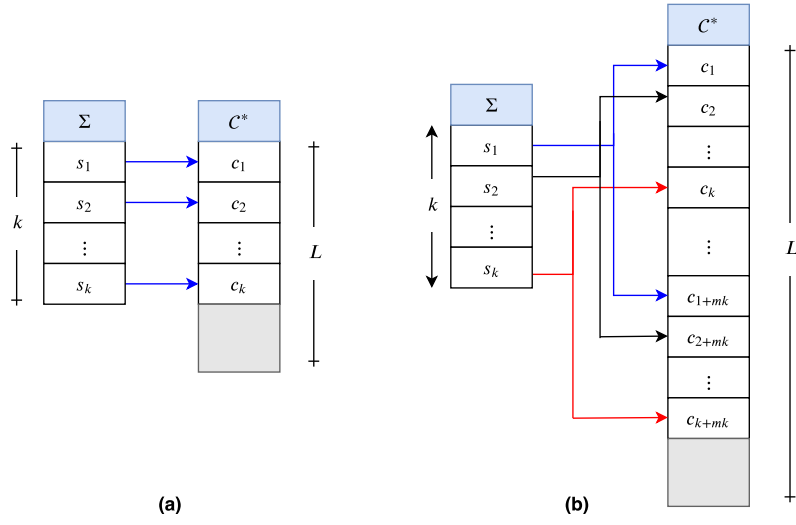 Σ
𝒞*
s₁
c₁
s₂
c₂
k
⋮
⋮
L
sₖ
cₖ
(a)
𝒞*
c₁
Σ
c₂
s₁
⋮
s₂
cₖ
k
⋮
⋮
L
sₖ
c₁₊ₘₖ
c₂₊ₘₖ
⋮
cₖ₊ₘₖ
(b)